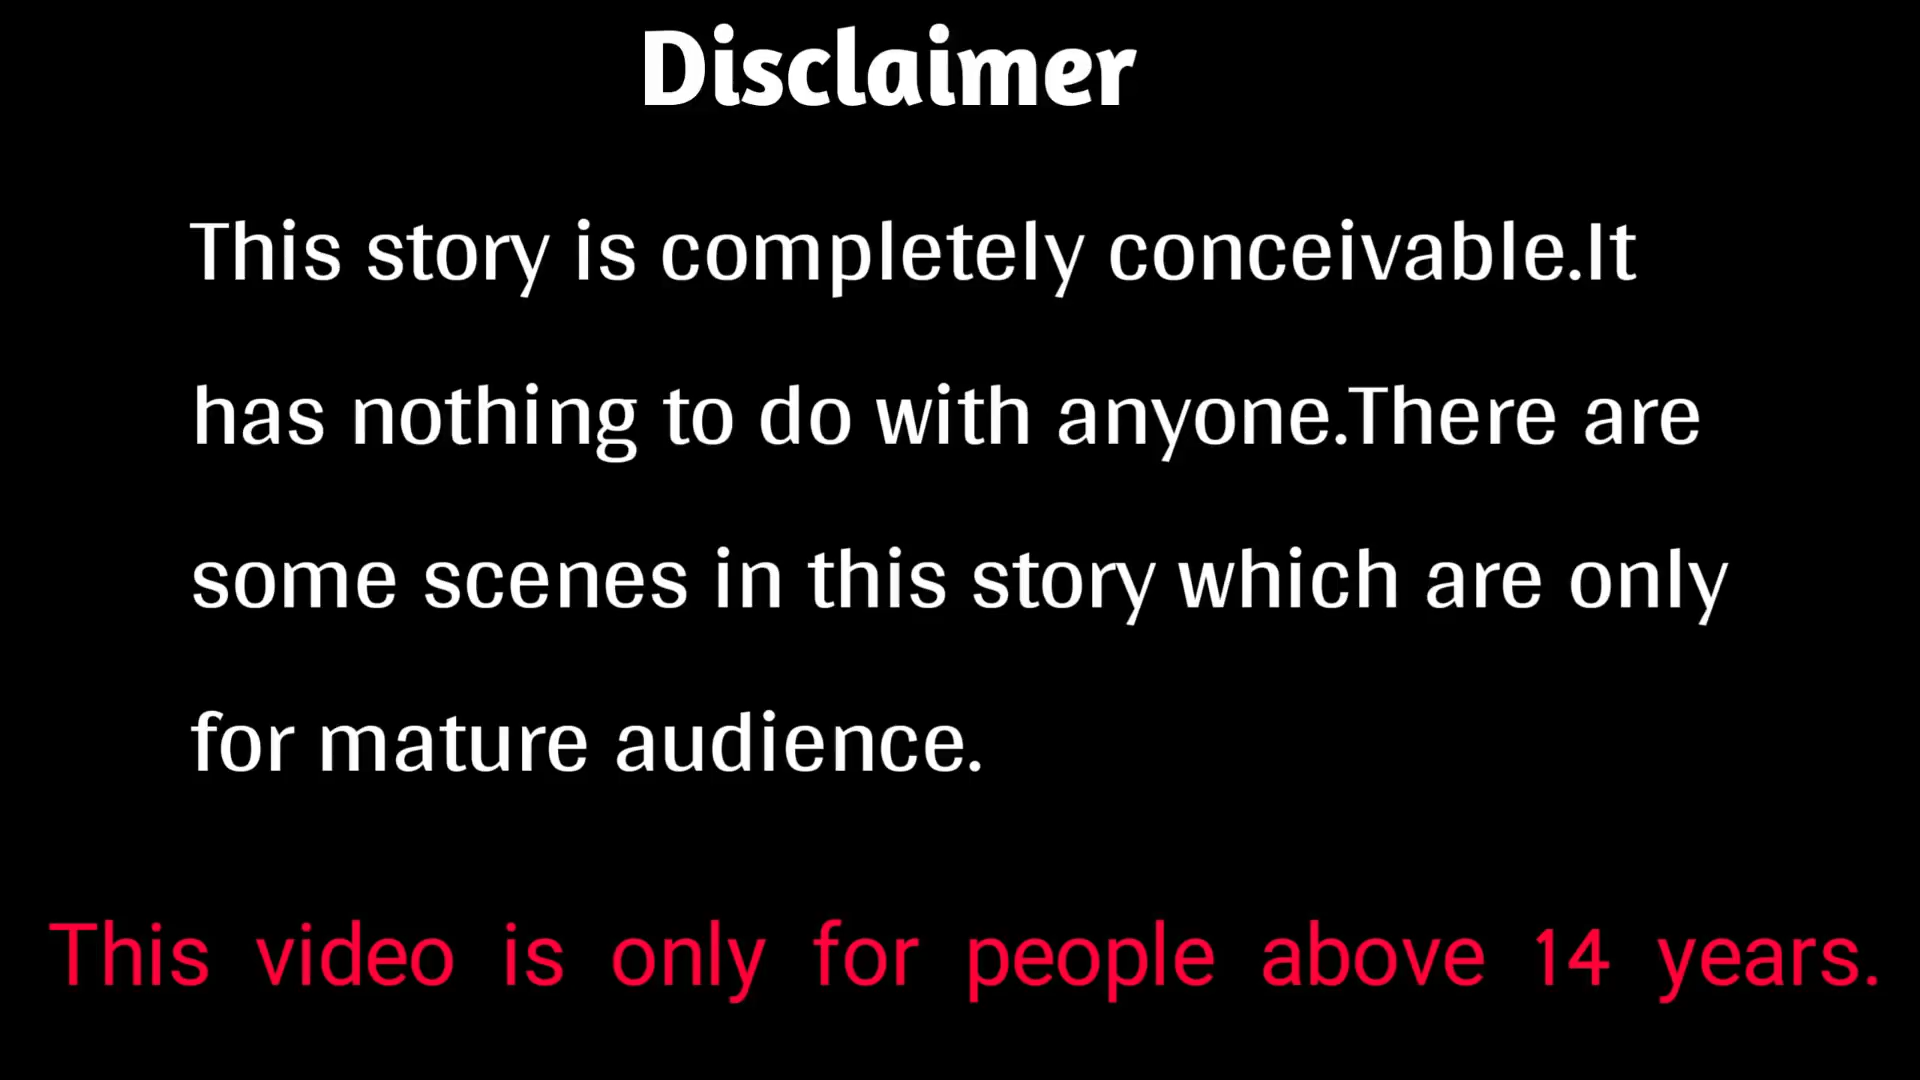 Disclaimer
This story is completely conceivable.It
has nothing to do with anyone.There are
some scenes in this story which are only
for mature audience.
This video is only for people above 14 years.